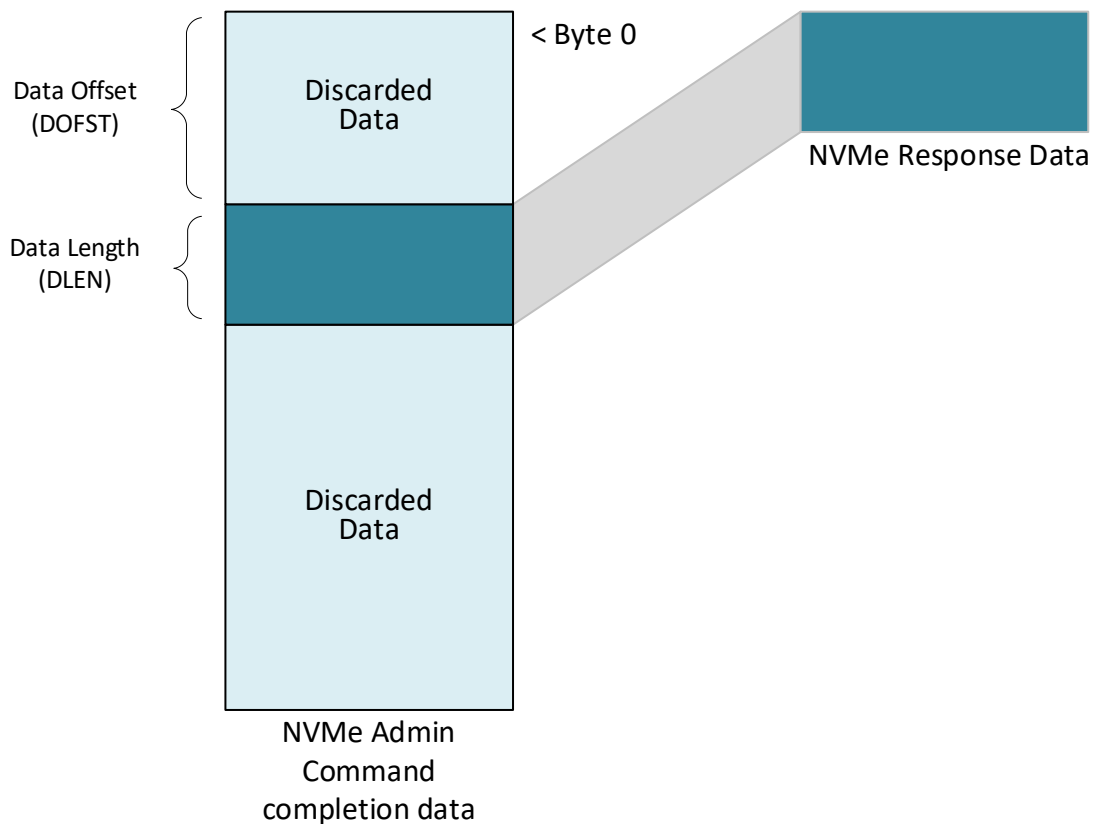 Data Offset
(DOFST)
Discarded
Data
< Byte 0
NVMe Response Data
Data Length
(DLEN)
Discarded
Data
NVMe Admin
Command
completion data